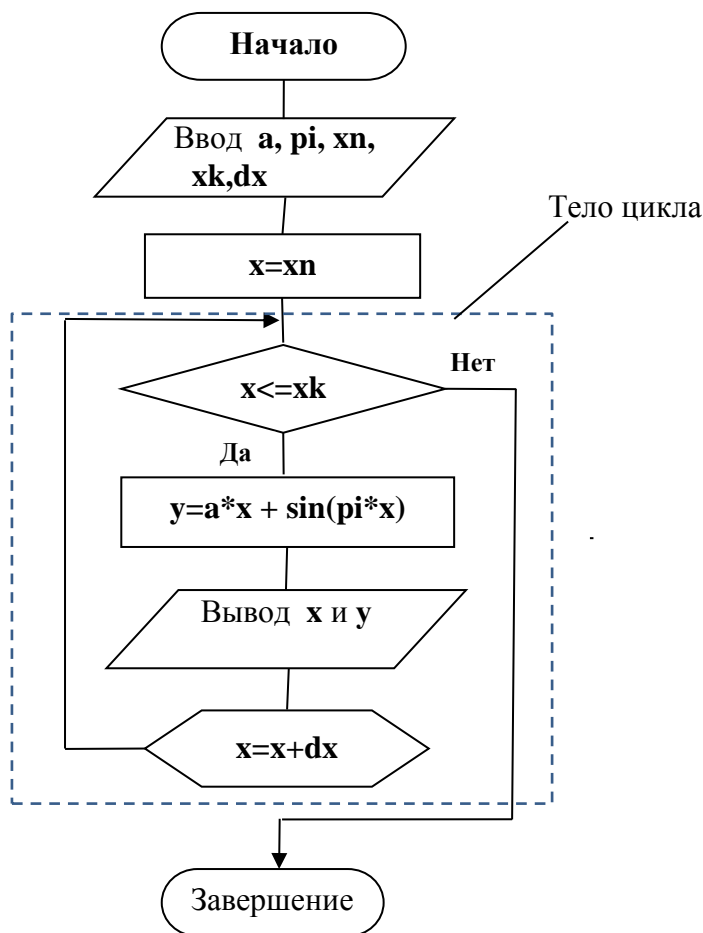 Начало
Ввод a, pi, xn,
xk,dx
Тело цикла
x=xn
Нет
x<=xk
Да
y=a*x + sin(pi*x)
Вывод x и y
x=x+dx
Завершение